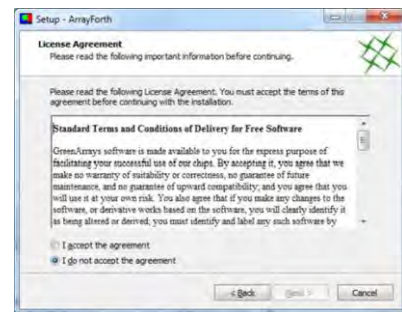 Setup - ArrayForth
License Agreement
Please read the following important information before continuing.
Please read the following License Agreement. You must accept the terms of this
agreement before continuing with the installation.
Standard Terms and Conditions of Delivery for Free Software
GreenArrays software is made available to you for the express purpose of
facilitating your successful use of our chips. By accepting it, you agree that we
make no warranty of suitability or correctness, no guarantee of future
maintenance, and no guarantee of upward compatibility; and you agree that you
will use it at your own risk. You also agree that if you make any changes to the
software, or derivative works based on the software, you will clearly identify it
as being altered or derived; you must identify and label any such software by
I accept the agreement
I do not accept the agreement
< Back
Next >
Cancel